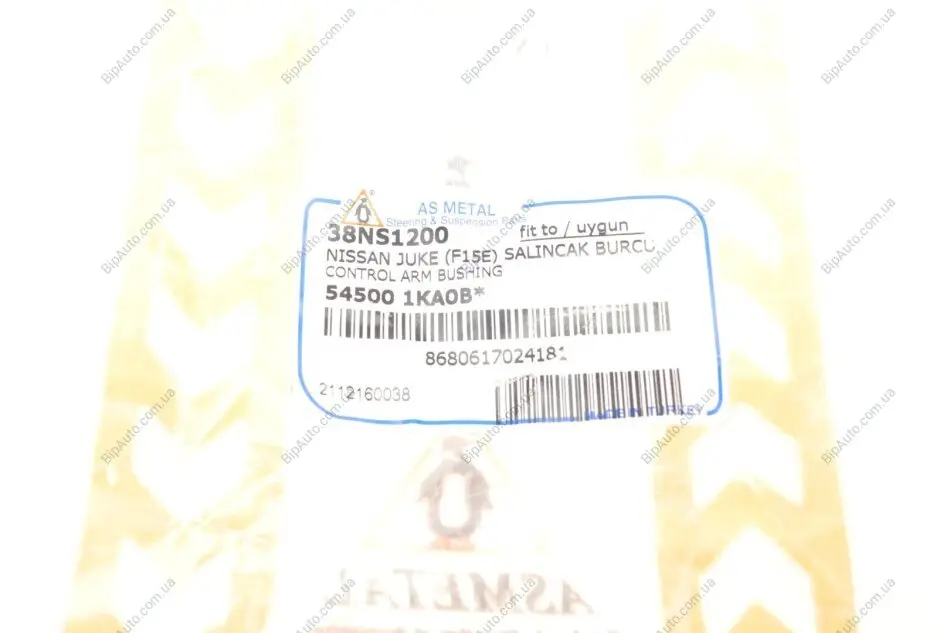 AS METAL
Steering & Suspension Parts
38NS1200
fit to / uygun
NISSAN JUKE (F15E) SALINCAK BURCU
CONTROL ARM BUSHING
54500 1KA0B*
8680617024181
2112160038
MADE IN TURKEY
ASMETAL
BipAuto.com.ua